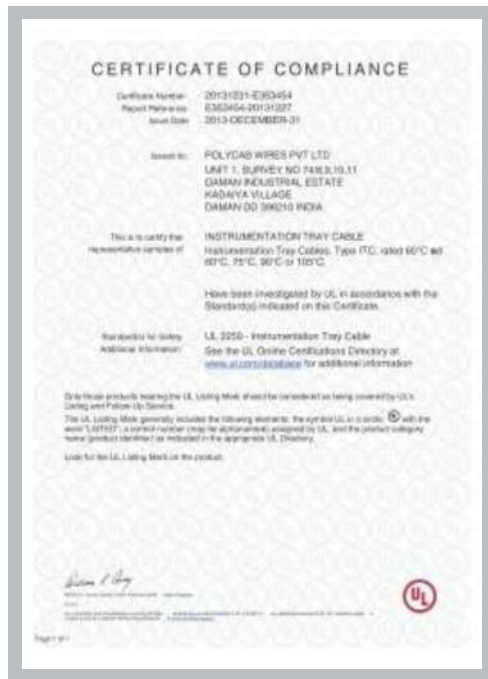 CERTIFICATE OF COMPLIANCE
Certificate Number 20131231-E363454
Report Reference E363454-20131227
Issue Date 2013-DECEMBER-31
Issued to: POLYCAB WIRES PVT LTD
UNIT 1, SURVEY NO 74/8,9,10,11
DAMAN INDUSTRIAL ESTATE
KADAIYA VILLAGE
DAMAN DD 396210 INDIA
This is to certify that INSTRUMENTATION TRAY CABLE
representative samples of Instrumentation Tray Cables, Type ITC, rated 60°C
60°C, 75°C, 90°C or 105°C.
Have been investigated by UL in accordance with the
Standard(s) indicated on this Certificate.
Standard(s) for Safety: UL 2250 - Instrumentation Tray Cable
Additional Information: See the UL Online Certifications Directory at
www.ul.com/database for additional information
Only those products bearing the UL Listing Mark should be considered as being covered by UL's
Listing and Follow-Up Service.
The UL Listing Mark generally includes the following elements: the symbol UL in a circle: UL with the
word "LISTED"; a control number (may be alphanumeric) assigned by UL; and the product category
name (product identifier) as indicated in the appropriate UL Directory.
Look for the UL Listing Mark on the product.
UL
Page 1 of 1